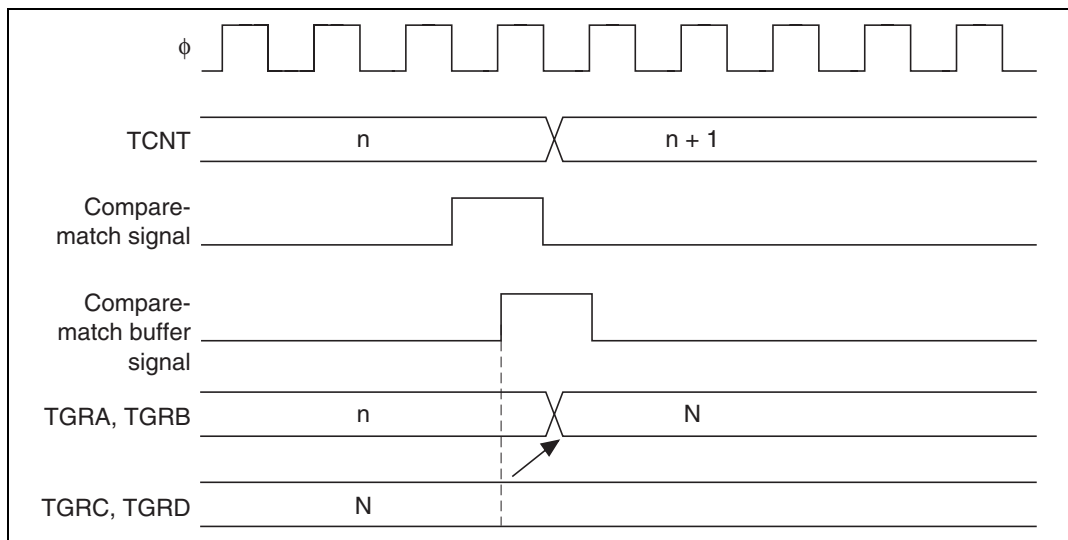 ϕ
TCNT
n
n + 1
Compare-
match signal
Compare-
match buffer
signal
TGRA, TGRB
n
N
TGRC, TGRD
N